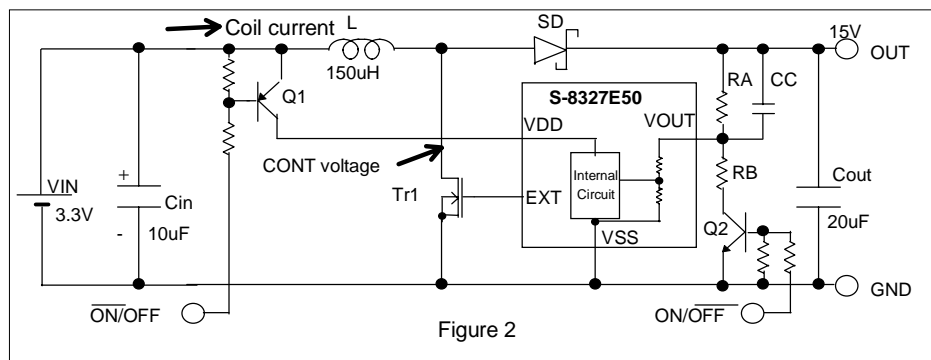 Coil current
L
150uH
SD
15V
OUT
S-8327E50
RA
CC
Q1
VDD
VOUT
CONT voltage
Internal
Circuit
RB
Cout
20uF
VIN
3.3V
+
Cin
-
10uF
Tr1
EXT
VSS
Q2
GND
ON/OFF
ON/OFF
Figure 2